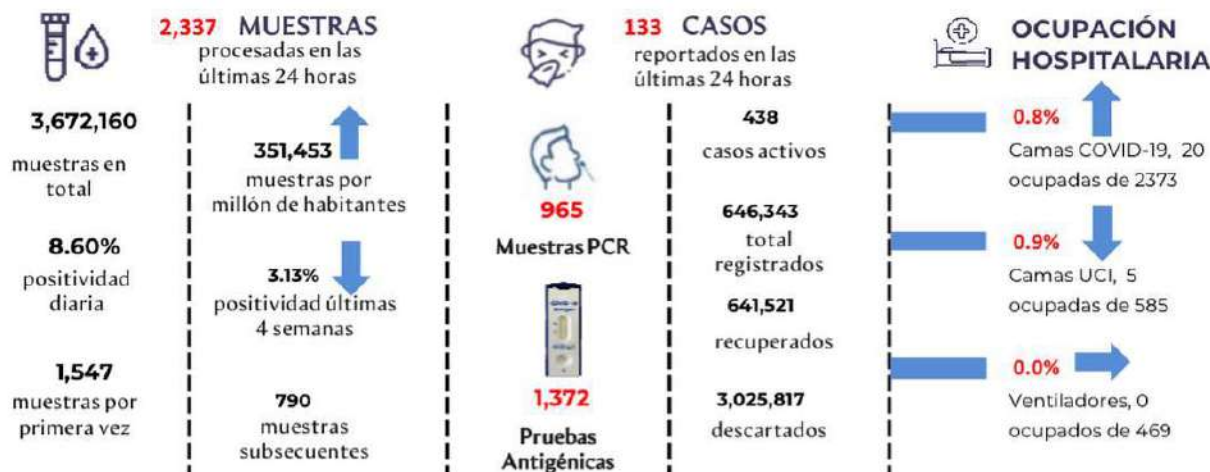 2,337 MUESTRAS
procesadas en las
últimas 24 horas
3,672,160
muestras en
total
8.60%
positividad
diaria
1,547
muestras por
primera vez
351,453
muestras por
millón de habitantes
3.13%
positividad últimas
4 semanas
790
muestras
subsecuentes
133 CASOS
reportados en las
últimas 24 horas
965
Muestras PCR
1,372
Pruebas
Antigénicas
438
casos activos
646,343
total
registrados
641,521
recuperados
3,025,817
descartados
OCUPACIÓN
HOSPITALARIA
0.8%
Camas COVID-19, 20
ocupadas de 2373
0.9%
Camas UCI, 5
ocupadas de 585
0.0%
Ventiladores, 0
ocupados de 469